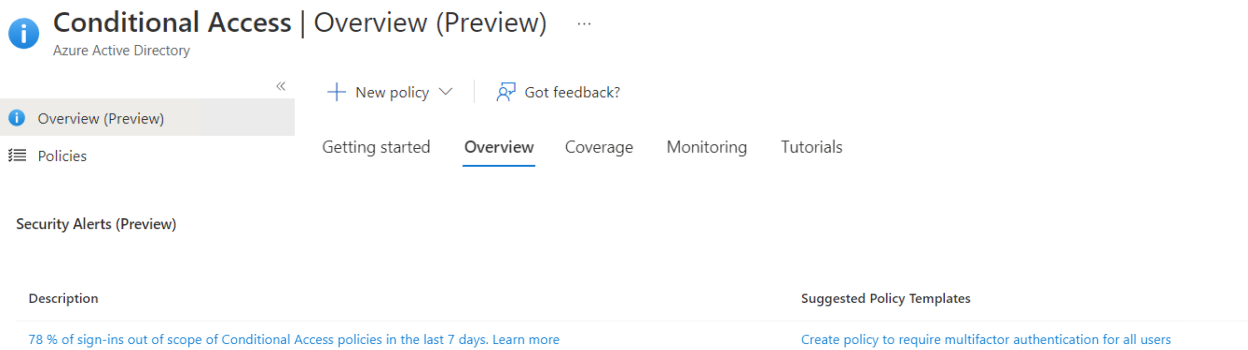 Conditional Access | Overview (Preview) ...
Azure Active Directory
«
New policy
Got feedback?
Overview (Preview)
Policies
Getting started Overview Coverage Monitoring Tutorials
Security Alerts (Preview)
Description Suggested Policy Templates
78 % of sign-ins out of scope of Conditional Access policies in the last 7 days. Learn more Create policy to require multifactor authentication for all users